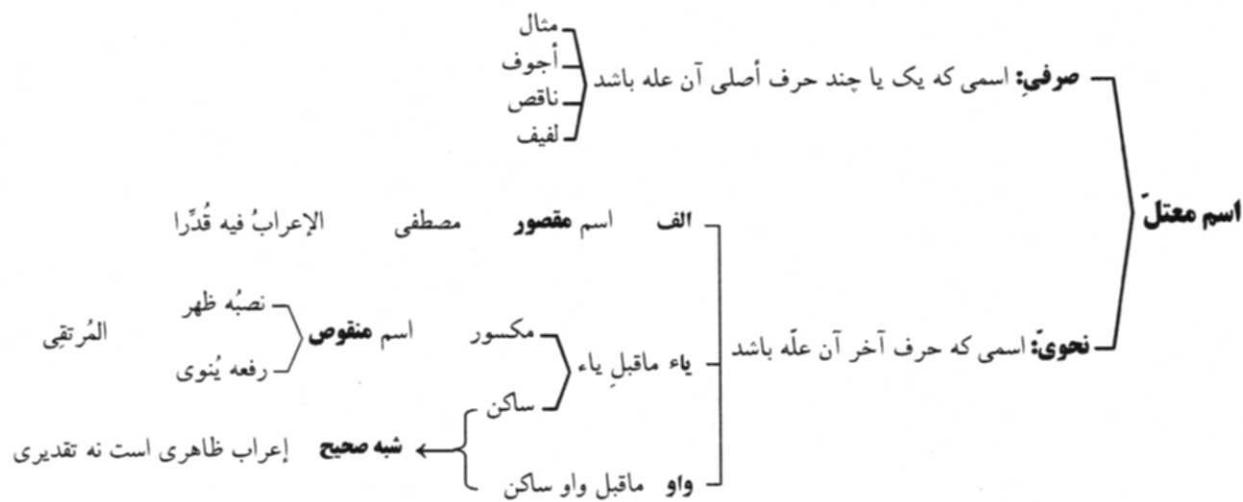 اسم معتلّ
صرفیِ: اسمی که یک یا چند حرف أصلی آن عله باشد
مثال
أجوف
ناقص
لفیف
نحویّ: اسمی که حرف آخر آن علّه باشد
الف اسم مقصور مصطفی الإعرابُ فیه قُدِّرا
یاء ماقبلِ یاء
مکسور اسم منقوص
نصبُه ظهر
رفعه یُنوی
المُرتقِی
ساکن
واو ماقبل واو ساکن
شبه صحیح إعراب ظاهری است نه تقدیری